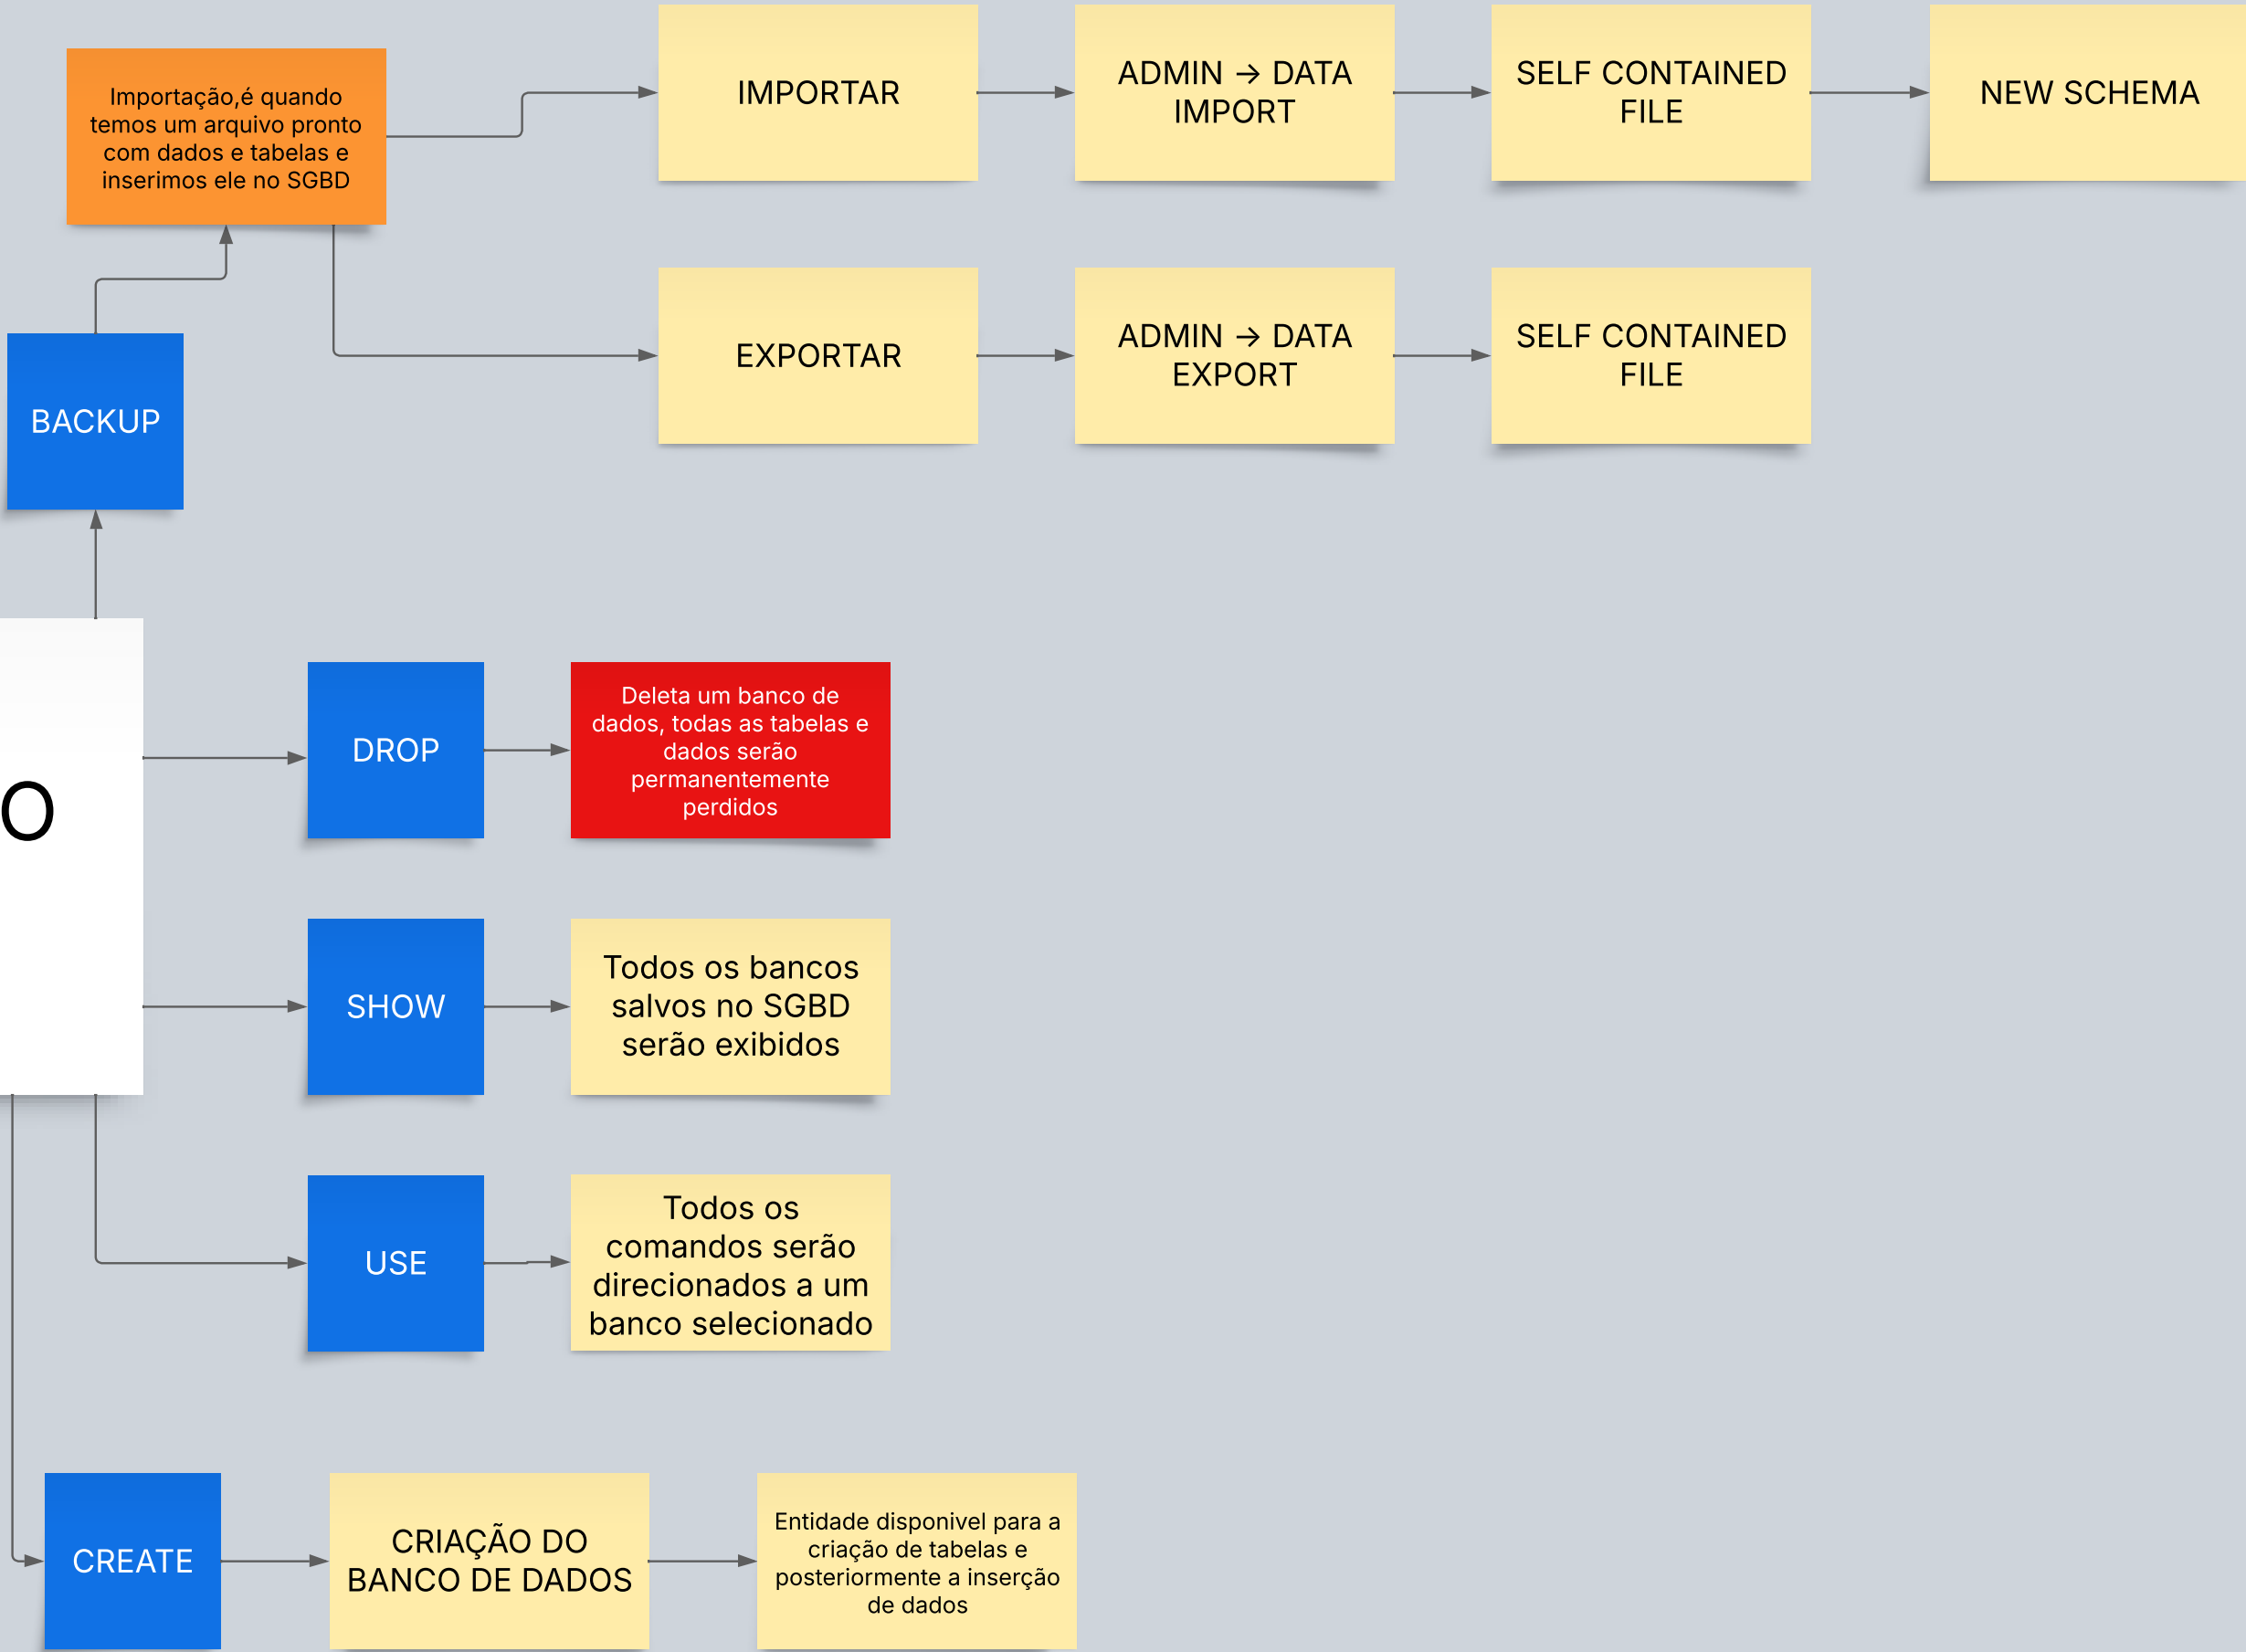 Importação,é quando
temos um arquivo pronto
com dados e tabelas e
inserimos ele no SGBD
IMPORTAR
ADMIN → DATA
IMPORT
SELF CONTAINED
FILE
NEW SCHEMA
EXPORTAR
ADMIN → DATA
EXPORT
SELF CONTAINED
FILE
BACKUP
O
DROP
Deleta um banco de
dados, todas as tabelas e
dados serão
permanentemente
perdidos
SHOW
Todos os bancos
salvos no SGBD
serão exibidos
USE
Todos os
comandos serão
direcionados a um
banco selecionado
CREATE
CRIAÇÃO DO
BANCO DE DADOS
Entidade disponivel para a
criação de tabelas e
posteriormente a inserção
de dados